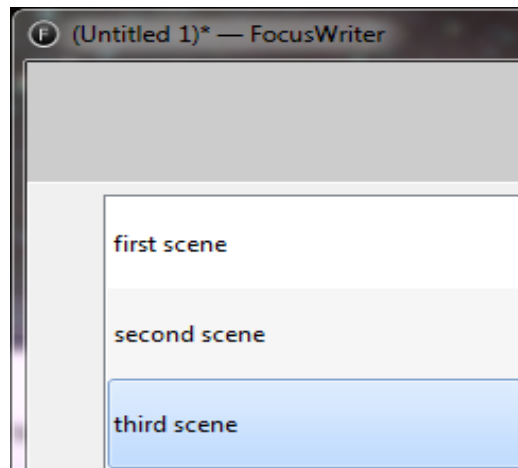 (Untitled 1)* — FocusWriter
first scene
second scene
third scene